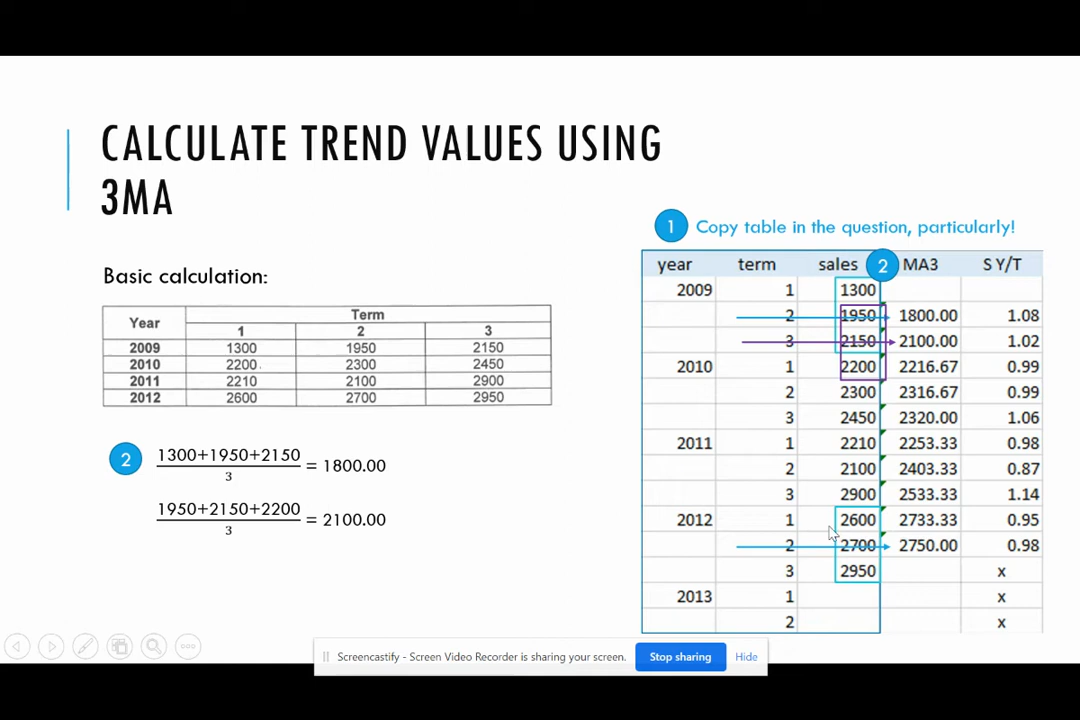 CALCULATE TREND VALUES USING
3MA
1 Copy table in the question, particularly!
Basic calculation:
Year Term
1 2 3
2009 1300 1950 2150
2010 2200 2300 2450
2011 2210 2100 2900
2012 2600 2700 2950
2 1300+1950+2150
3 = 1800.00
1950+2150+2200
3 = 2100.00
year term sales 2 MA3 S Y/T
2009 1 1300
2 1950 1800.00 1.08
3 2150 2100.00 1.02
2010 1 2200 2216.67 0.99
2 2300 2316.67 0.99
3 2450 2320.00 1.06
2011 1 2210 2253.33 0.98
2 2100 2403.33 0.87
3 2900 2533.33 1.14
2012 1 2600 2733.33 0.95
2 2700 2750.00 0.98
3 2950 x
2013 1 x
2 x
Screencastify - Screen Video Recorder is sharing your screen. Stop sharing Hide